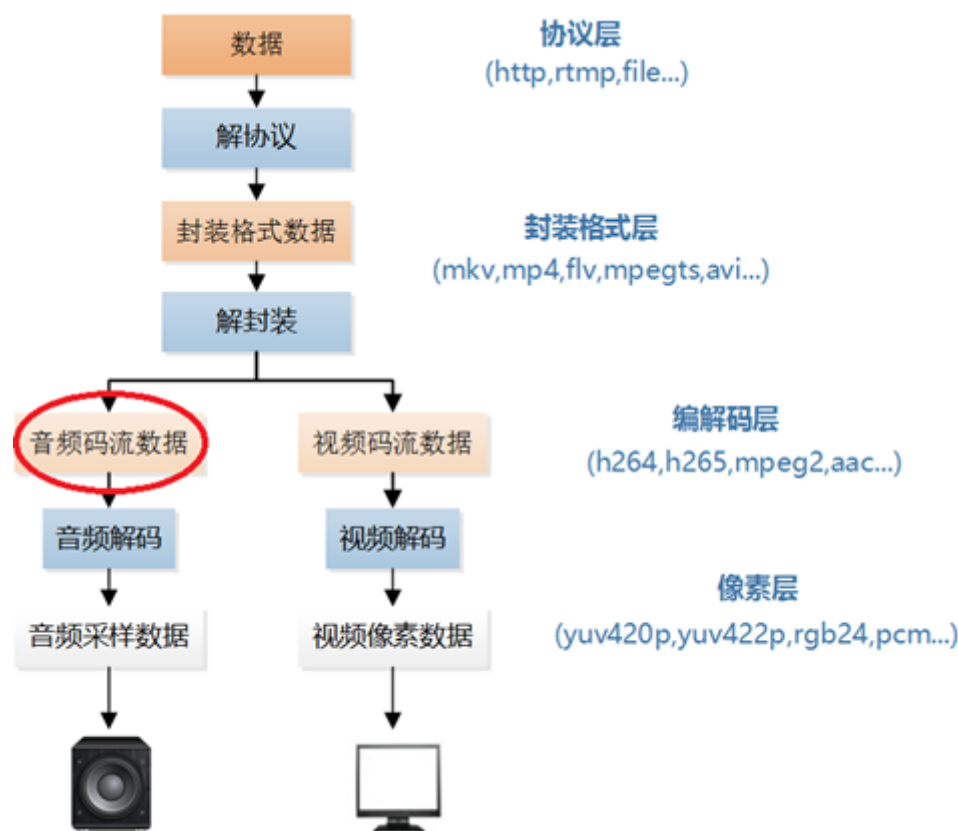 数据
协议层
(http,rtmp,file...)
解协议
封装格式数据
封装格式层
(mkv,mp4,flv,mpegts,avi...)
解封装
音频码流数据
视频码流数据
编解码层
(h264,h265,mpeg2,aac...)
音频解码
视频解码
像素层
音频采样数据
视频像素数据
(yuv420p,yuv422p,rgb24,pcm...)